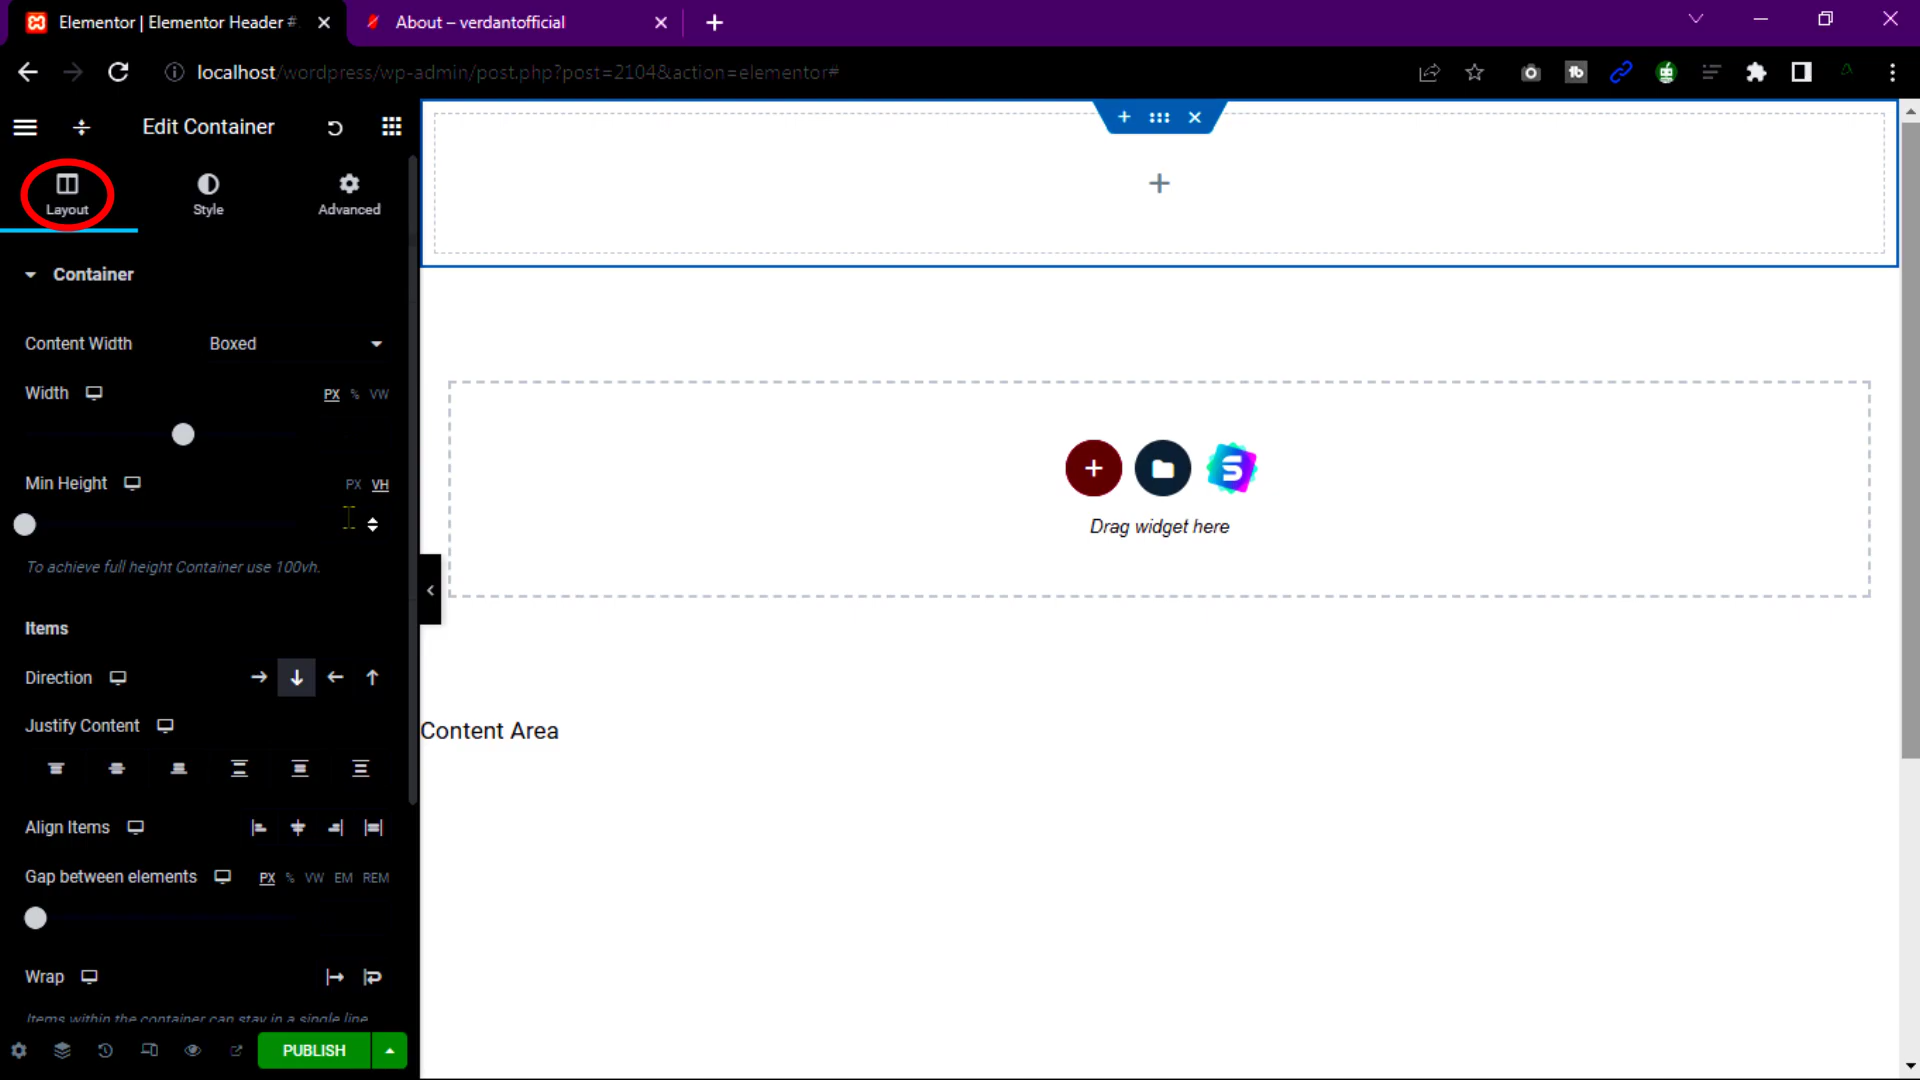 Elementor | Elementor Header #
About – verdantofficial
localhost/wordpress/wp-admin/post.php?post=2104&action=elementor#
Edit Container
Layout
Style
Advanced
Container
Content Width
Boxed
Width
PX % VW
Min Height
PX VH
To achieve full height Container use 100vh.
Items
Direction
Justify Content
Align Items
Gap between elements
PX % VW EM REM
Wrap
Items within the container can stay in a single line
PUBLISH
Drag widget here
Content Area